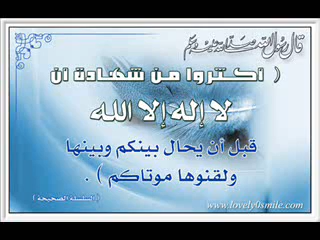 قال رسول الله صلى الله عليه وسلم
( أكثروا من شهادة أن
لا إله إلا الله
قبل أن يحال بينكم وبينها
ولقنوها موتاكم ) .
( السلسلة الصحيحة )
www.lovely0smile.com